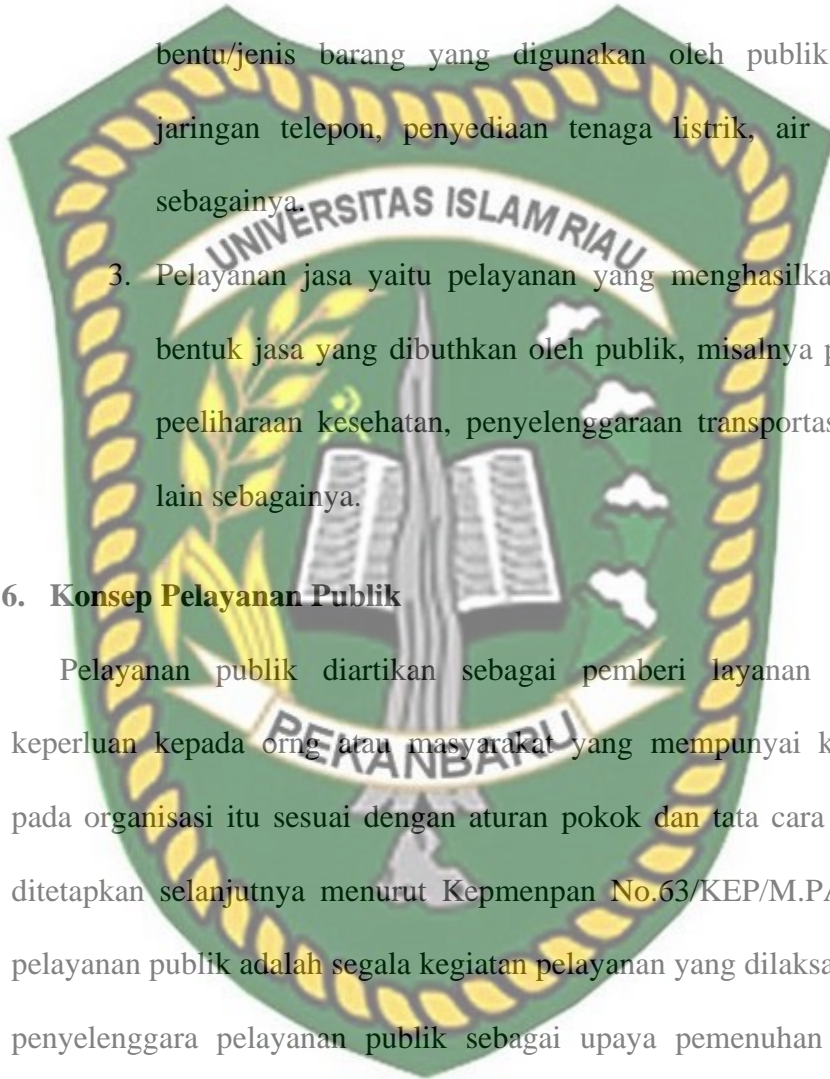 bentu/jenis barang yang digunakan oleh publik
jaringan telepon, penyediaan tenaga listrik, air
sebagainya.
UNIVERSITAS ISLAM RIAU
3. Pelayanan jasa yaitu pelayanan yang menghasilka
bentuk jasa yang dibuthkan oleh publik, misalnya p
peeliharaan kesehatan, penyelenggaraan transportas
lain sebagainya.
6. Konsep Pelayanan Publik
Pelayanan publik diartikan sebagai pemberi layanan
keperluan kepada orng atau masyarakat yang mempunyai k
PEKANBARU
pada organisasi itu sesuai dengan aturan pokok dan tata cara
ditetapkan selanjutnya menurut Kepmenpan No.63/KEP/M.PA
pelayanan publik adalah segala kegiatan pelayanan yang dilaksa
penyelenggara pelayanan publik sebagai upaya pemenuhan